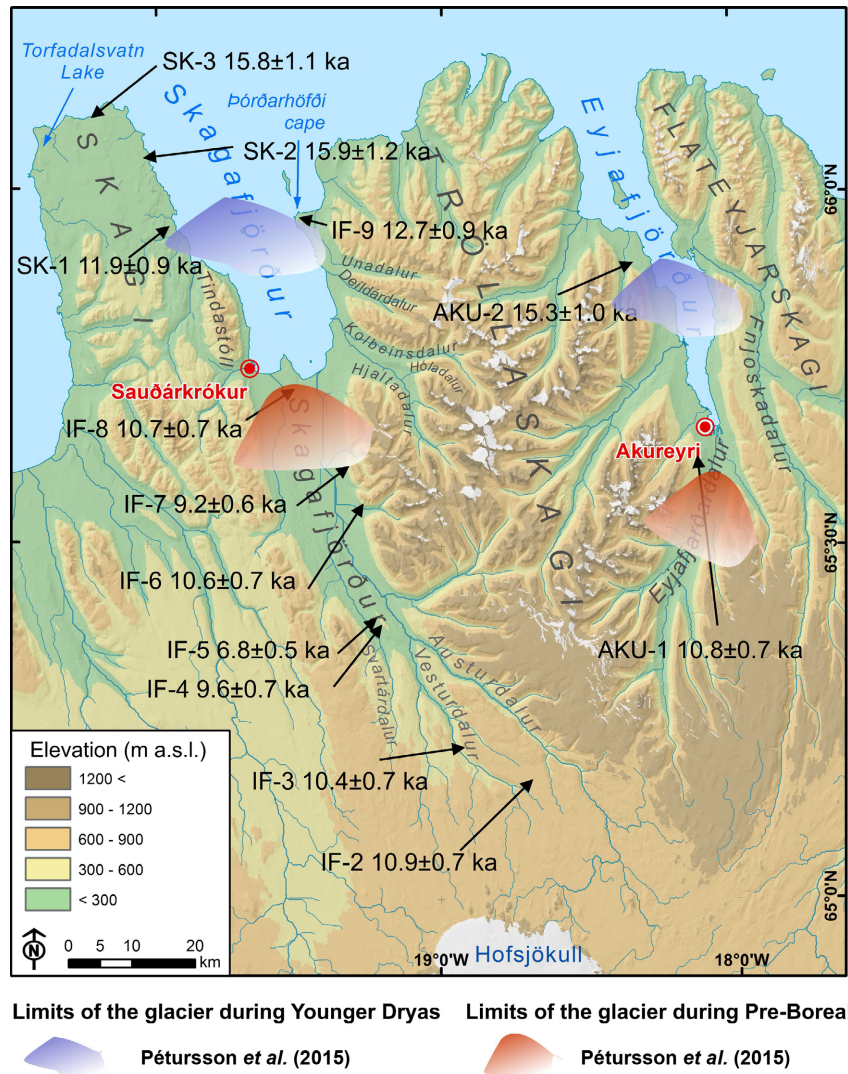 Torfadalsvatn
Lake
SK-3 15.8±1.1 ka
Skagafjörður
Þórðarhöfði
cape
Eyjafjörður
FLATEYJARSKAGI
SKAGI
SK-2 15.9±1.2 ka
TRÖLLASKAGI
66°0'N
IF-9 12.7±0.9 ka
SK-1 11.9±0.9 ka
Unadalur
Deildardalur
Tindastóll
AKU-2 15.3±1.0 ka
Kolbeinsdalur
Hóladalur
Hjaltadalur
Fnjoskadalur
Sauðárkrókur
Skagafjörður
IF-8 10.7±0.7 ka
Akureyri
IF-7 9.2±0.6 ka
Eyjafjarðardalur
65°30'N
IF-6 10.6±0.7 ka
IF-5 6.8±0.5 ka
AKU-1 10.8±0.7 ka
IF-4 9.6±0.7 ka
svartárdalur
Vesturdalur
Austurdalur
IF-3 10.4±0.7 ka
IF-2 10.9±0.7 ka
65°0'N
Elevation (m a.s.l.)
1200 <
900 - 1200
600 - 900
300 - 600
< 300
N
0 5 10 20
km
Hofsjökull
19°0'W
18°0'W
Limits of the glacier during Younger Dryas
Pétursson et al. (2015)
Limits of the glacier during Pre-Boreal
Pétursson et al. (2015)